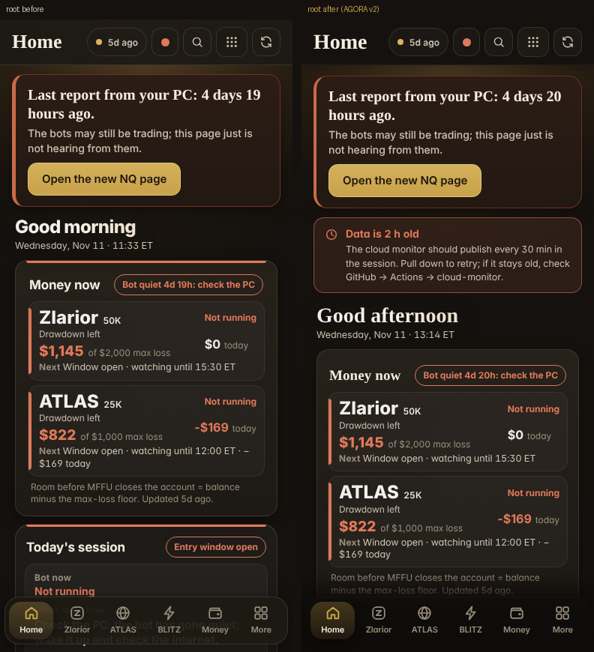 root before
Home
5d ago
Last report from your PC: 4 days 19
hours ago.
The bots may still be trading; this page just is
not hearing from them.
Open the new NQ page
Good morning
Wednesday, Nov 11 · 11:33 ET
Money now
Bot quiet 4d 19h: check the PC
Zlarior 50K
Not running
Drawdown left
$1,145 of $2,000 max loss
$0 today
Next Window open · watching until 15:30 ET
ATLAS 25K
Not running
Drawdown left
$822 of $1,000 max loss
-$169 today
Next Window open · watching until 12:00 ET · –
$169 today
Room before MFFU closes the account = balance
minus the max-loss floor. Updated 5d ago.
Today's session
Entry window open
Bot now
Not running
Home
Zlarior
ATLAS
BLITZ
Money
More
root after (AGORA v2)
Home
5d ago
Last report from your PC: 4 days 20
hours ago.
The bots may still be trading; this page just is
not hearing from them.
Open the new NQ page
Data is 2 h old
The cloud monitor should publish every 30 min in
the session. Pull down to retry; if it stays old, check
GitHub → Actions → cloud-monitor.
Good afternoon
Wednesday, Nov 11 · 13:14 ET
Money now
Bot quiet 4d 20h: check the PC
Zlarior 50K
Not running
Drawdown left
$1,145 of $2,000 max loss
$0 today
Next Window open · watching until 15:30 ET
ATLAS 25K
Not running
Drawdown left
$822 of $1,000 max loss
-$169 today
Next Window open · watching until 12:00 ET · –
$169 today
Room before MFFU closes the account = balance
Home
Zlarior
ATLAS
BLITZ
Money
More